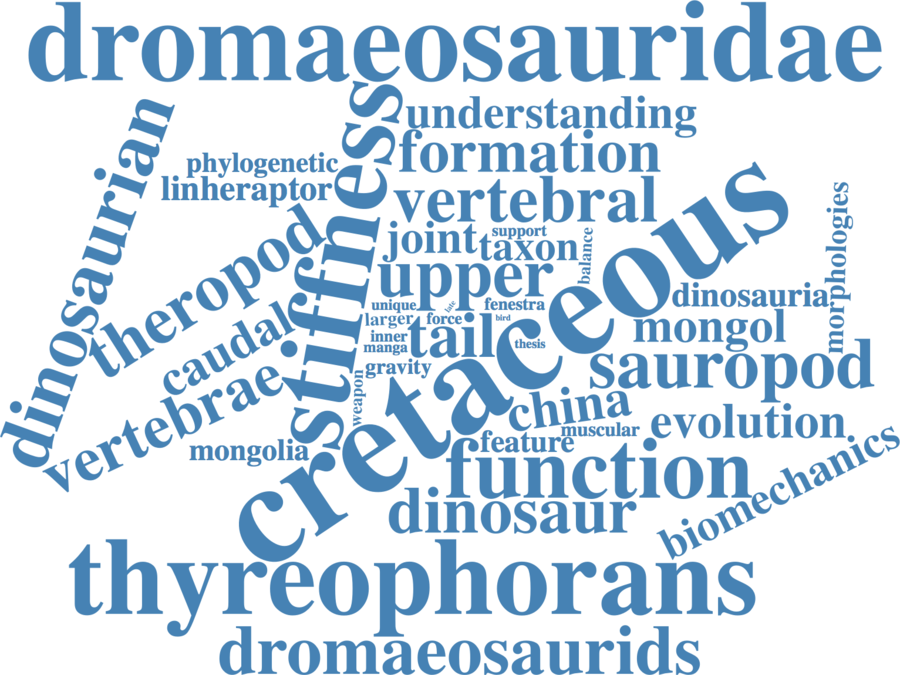 dromaeosauridae
understanding
dinosaurian
stiffness
formation
phylogenetic
linheraptor
vertebral
cretaceous
theropod
joint
support
taxon
balance
morphologies
upper
dinosauria
unique
late
fenestra
larger
force
bird
mongol
caudal
inner
tail
thesis
manga
gravity
sauropod
vertebrae
weapon
china
muscular
evolution
feature
mongolia
function
biomechanics
dinosaur
thyreophorans
dromaeosaurids